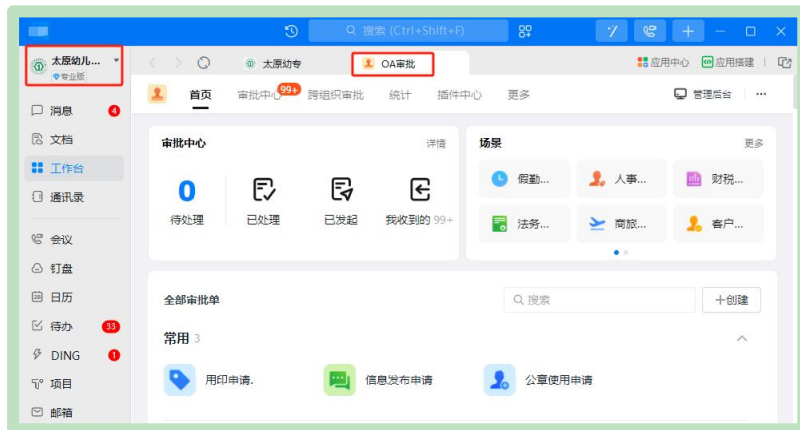 搜索 (Ctrl+Shift+F)
太原幼儿...
专业版
太原幼专
OA审批
应用中心
应用搭建
首页
审批中心
99+
跨组织审批
统计
插件中心
更多
管理后台
消息
4
文档
工作台
通讯录
会议
钉盘
日历
待办
33
DING
1
项目
邮箱
审批中心
详情
0
待处理
已处理
已发起
我收到的 99+
场景
更多
假勤...
人事...
财税...
法务...
商旅...
客户...
全部审批单
搜索
+创建
常用 3
用印申请.
信息发布申请
公章使用申请